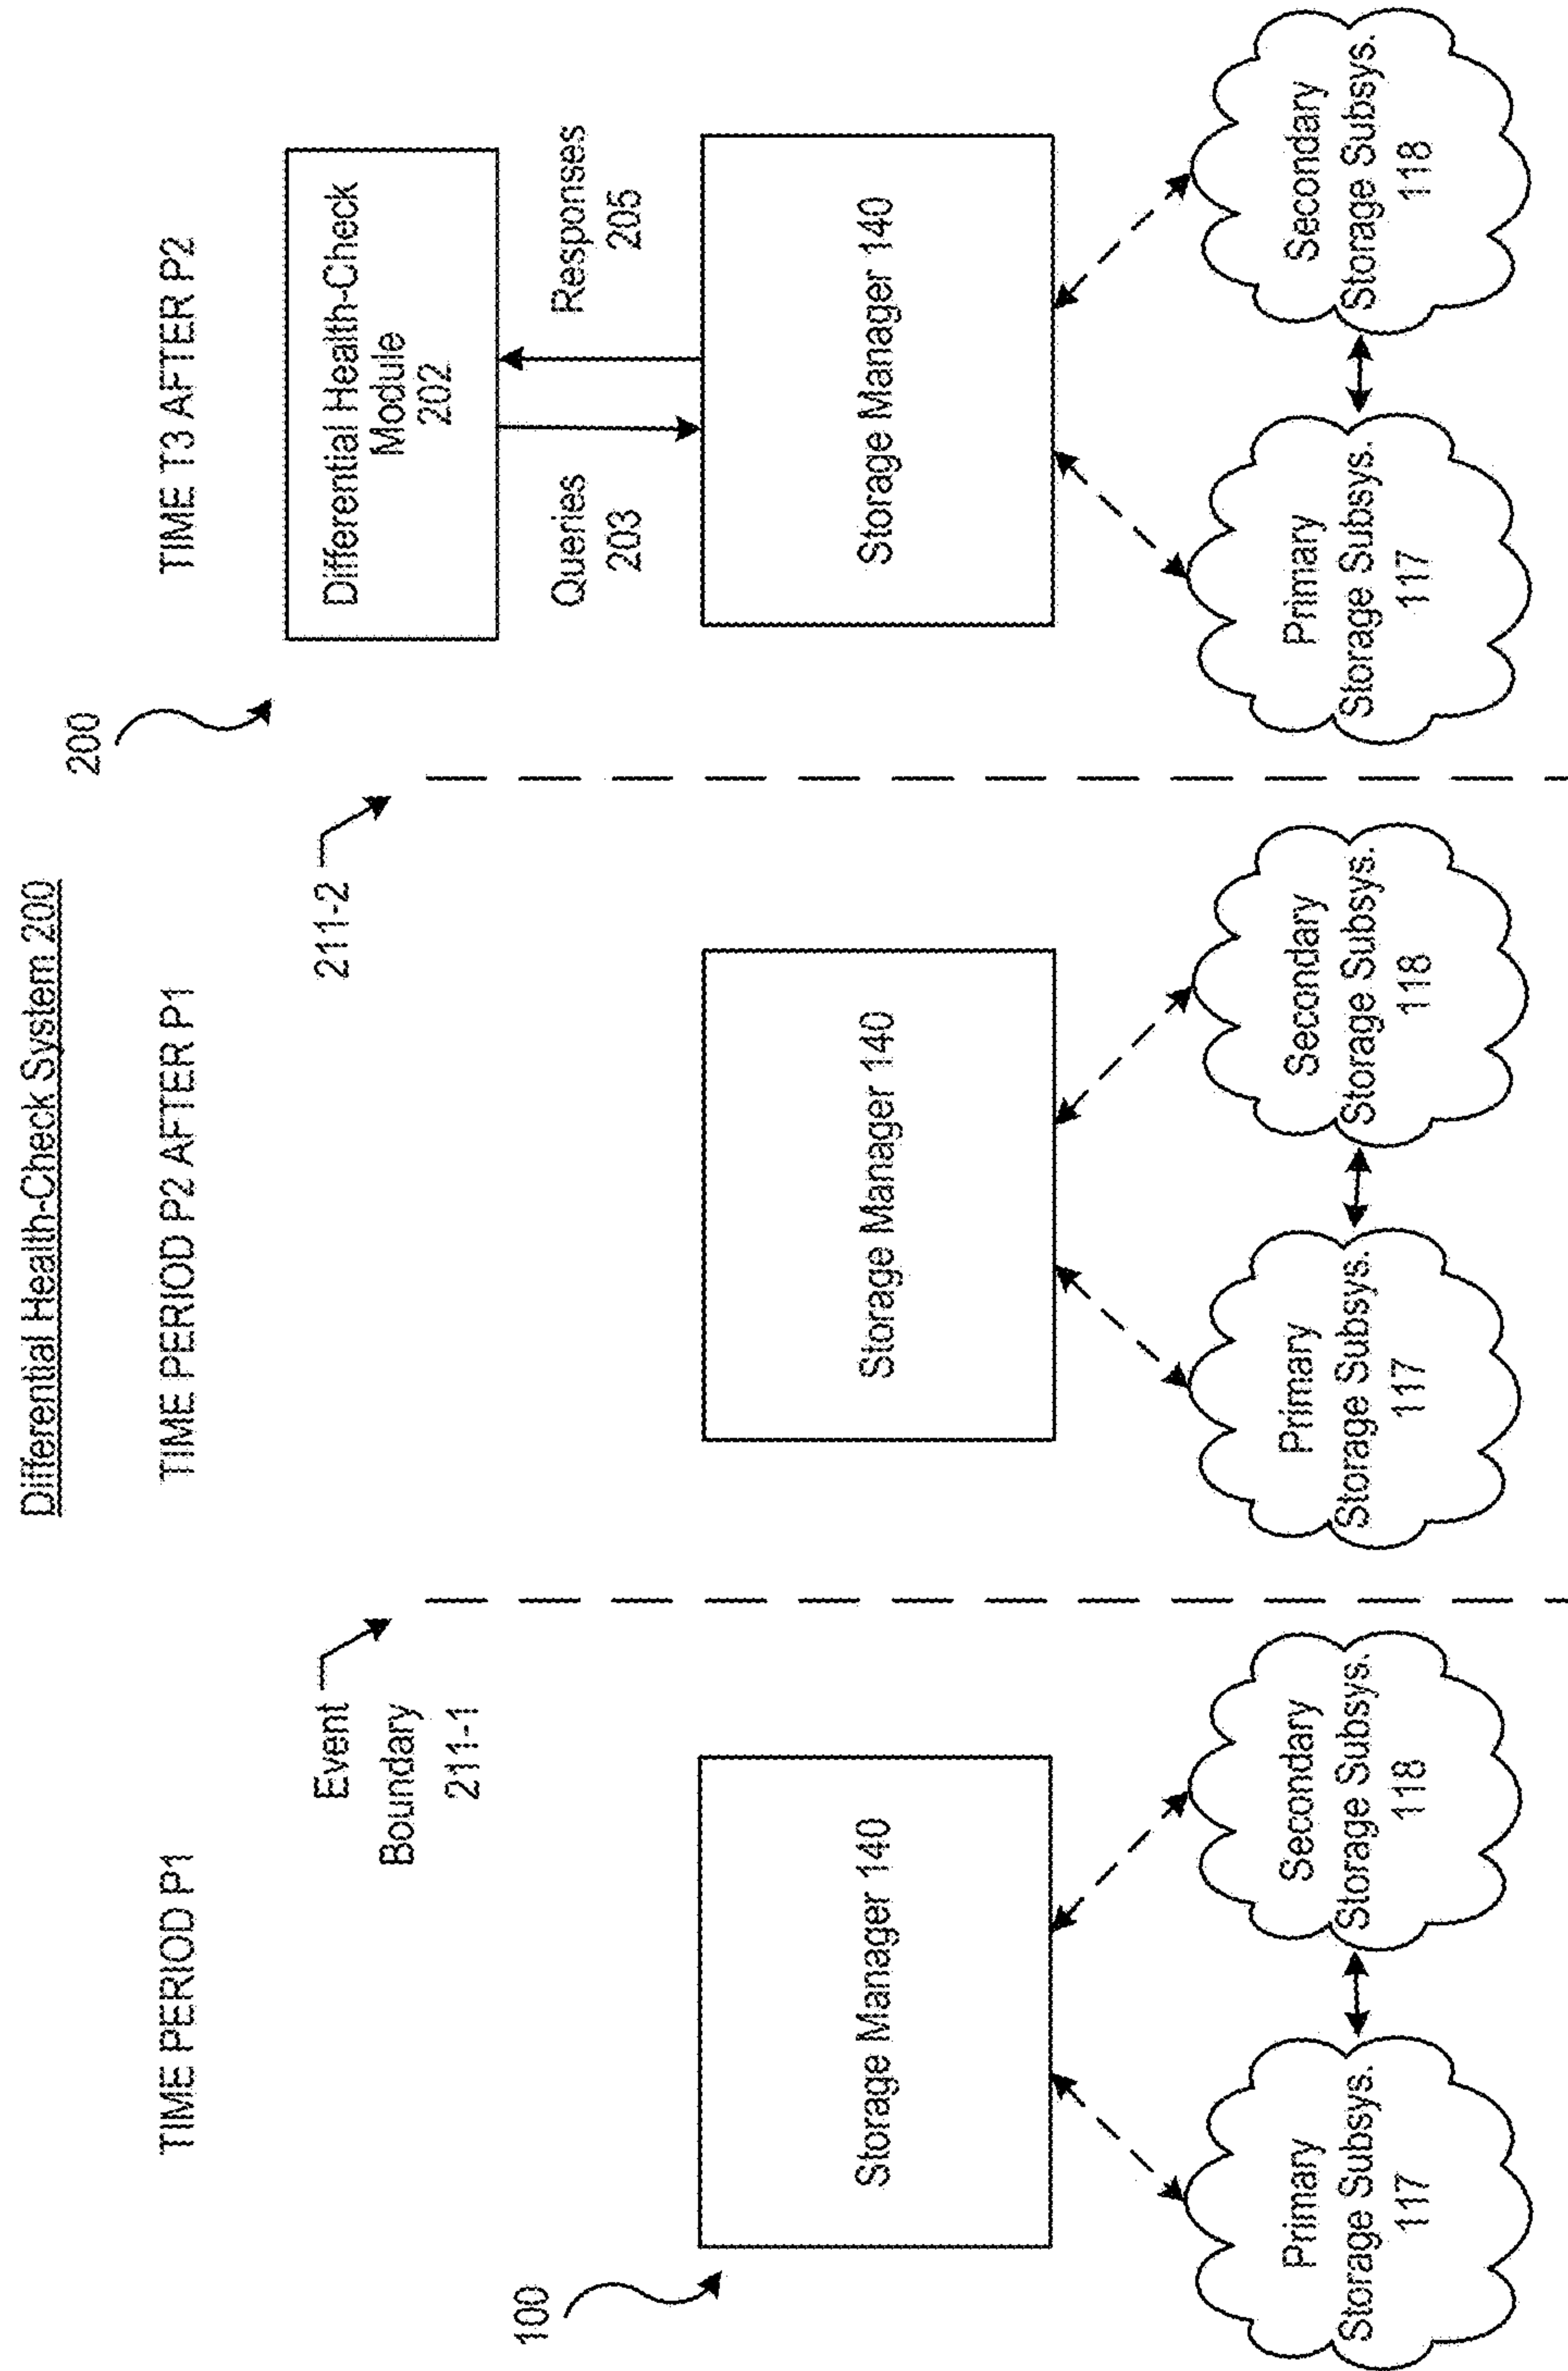 Differential Health-Check System 200
200
TIME PERIOD P1
TIME PERIOD P2 AFTER P1
TIME T3 AFTER P2
Event
Boundary
211-1
211-2
100
Storage Manager 140
Primary
Storage Subsys.
117
Secondary
Storage Subsys.
118
Storage Manager 140
Primary
Storage Subsys.
117
Secondary
Storage Subsys.
118
Differential Health-Check
Module
202
Queries
203
Responses
205
Storage Manager 140
Primary
Storage Subsys.
117
Secondary
Storage Subsys.
118